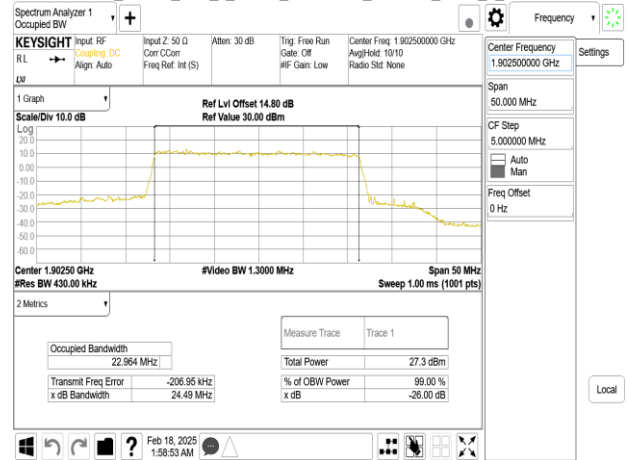 Spectrum Analyzer 1
Occupied BW
+
Frequency
KEYSIGHT
RL
LXI
Input: RF
Coupling: DC
Align: Auto
Input Z: 50 Ω
Corr CCorr
Freq Ref: Int (S)
Atten: 30 dB
Trig: Free Run
Gate: Off
#IF Gain: Low
Center Freq: 1.902500000 GHz
Avg|Hold: 10/10
Radio Std: None
Center Frequency
1.902500000 GHz
Settings
Span
50.000 MHz
CF Step
5.000000 MHz
Auto
Man
Freq Offset
0 Hz
Local
1 Graph
Scale/Div 10.0 dB
Ref Lvl Offset 14.80 dB
Ref Value 30.00 dBm
Log
20.0
10.0
0.00
-10.0
-20.0
-30.0
-40.0
-50.0
-60.0
Center 1.90250 GHz
#Video BW 1.3000 MHz
Span 50 MHz
#Res BW 430.00 kHz
Sweep 1.00 ms (1001 pts)
2 Metrics
Measure Trace Trace 1
Occupied Bandwidth
22.964 MHz
Total Power 27.3 dBm
Transmit Freq Error -206.95 kHz
% of OBW Power 99.00 %
x dB Bandwidth 24.49 MHz
x dB -26.00 dB
?
Feb 18, 2025
1:58:53 AM